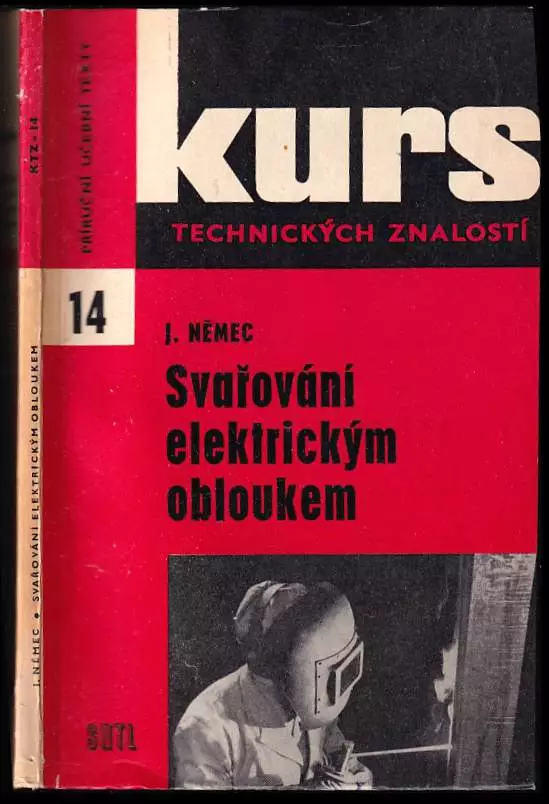 KTZ - 14
J. NĚMEC • SVAŘOVÁNÍ ELEKTRICKÝM OBLOUKEM
PŘÍRUČNÍ UČEBNÍ TEXTY
kurs
TECHNICKÝCH ZNALOSTÍ
14
J. NĚMEC
Svařování
elektrickým
obloukem
SNTL